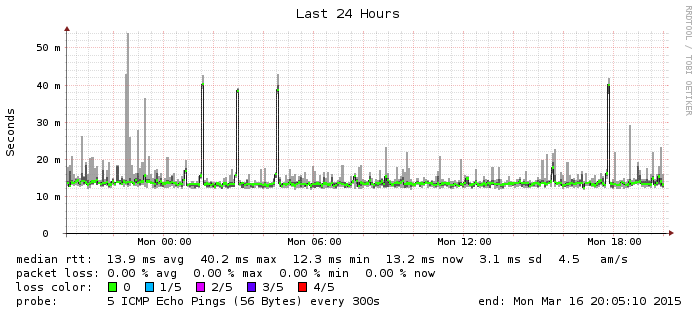 Last 24 Hours
RRDTOOL / TOBI OETIKER
Seconds
50 m
40 m
30 m
20 m
10 m
0
Mon 00:00 Mon 06:00 Mon 12:00 Mon 18:00
median rtt: 13.9 ms avg 40.2 ms max 12.3 ms min 13.2 ms now 3.1 ms sd 4.5 am/s
packet loss: 0.00 % avg 0.00 % max 0.00 % min 0.00 % now
loss color: 0 1/5 2/5 3/5 4/5
probe: 5 ICMP Echo Pings (56 Bytes) every 300s end: Mon Mar 16 20:05:10 2015